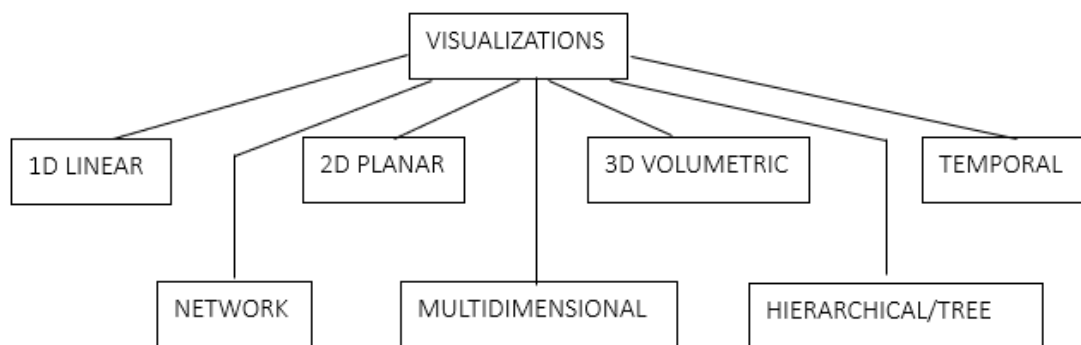 VISUALIZATIONS
1D LINEAR
2D PLANAR
3D VOLUMETRIC
TEMPORAL
NETWORK
MULTIDIMENSIONAL
HIERARCHICAL/TREE